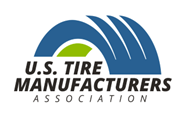 U.S. TIRE
MANUFACTURERS
ASSOCIATION